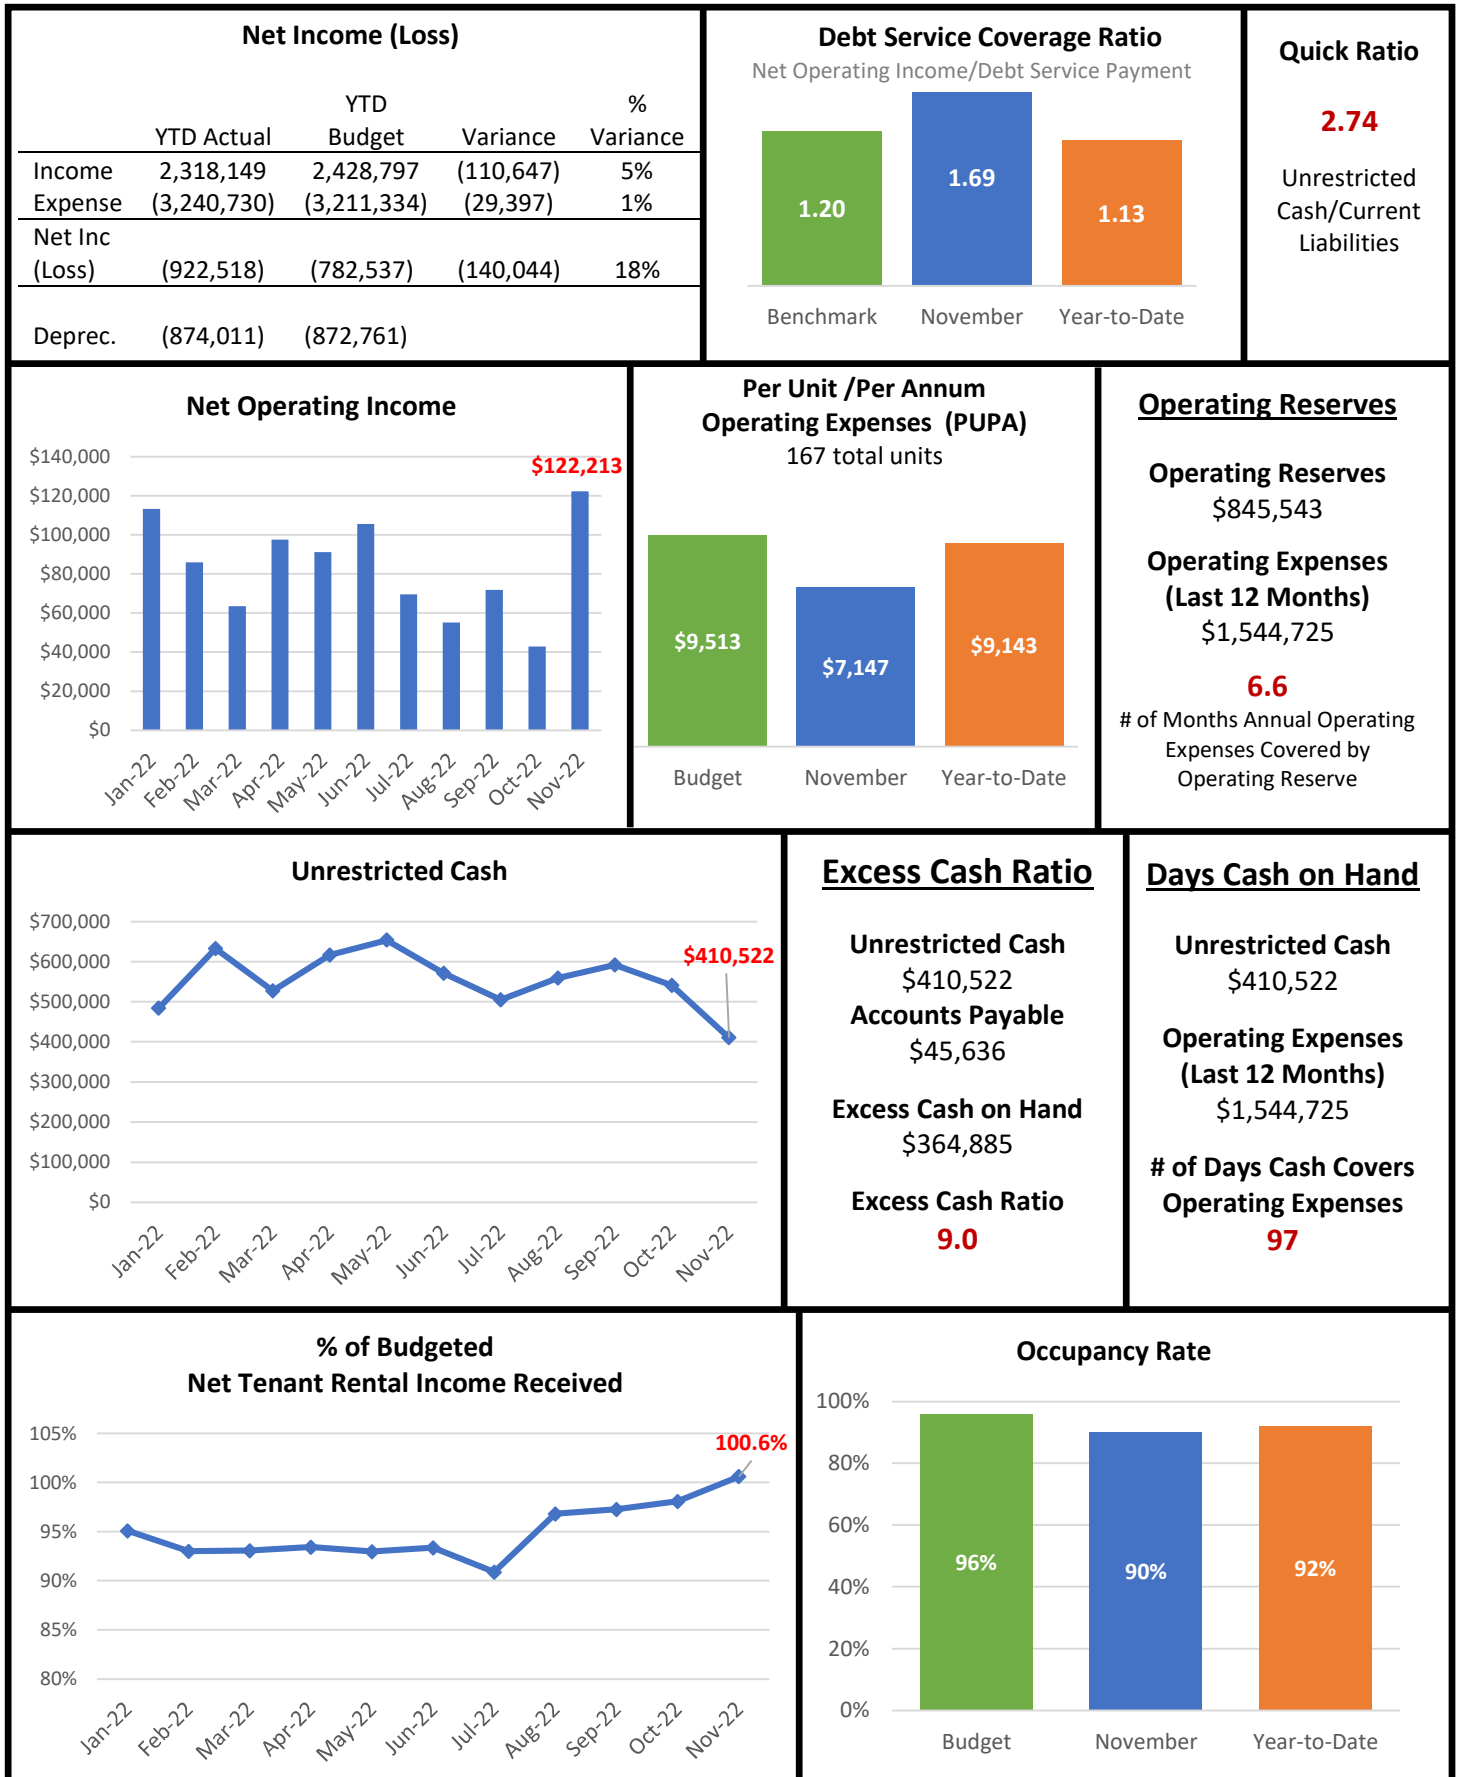 Net Income (Loss)
YTD %
YTD Actual Budget Variance Variance
Income 2,318,149 2,428,797 (110,647) 5%
Expense (3,240,730) (3,211,334) (29,397) 1%
Net Inc
(Loss) (922,518) (782,537) (140,044) 18%
Deprec. (874,011) (872,761)
Debt Service Coverage Ratio
Net Operating Income/Debt Service Payment
1.20
1.69
1.13
Benchmark November Year-to-Date
Quick Ratio
2.74
Unrestricted
Cash/Current
Liabilities
Net Operating Income
$140,000
$120,000
$100,000
$80,000
$60,000
$40,000
$20,000
$0
$122,213
Jan-22 Feb-22 Mar-22 Apr-22 May-22 Jun-22 Jul-22 Aug-22 Sep-22 Oct-22 Nov-22
Per Unit /Per Annum
Operating Expenses (PUPA)
167 total units
$9,513
$7,147
$9,143
Budget November Year-to-Date
Operating Reserves
Operating Reserves
$845,543
Operating Expenses
(Last 12 Months)
$1,544,725
6.6
# of Months Annual Operating
Expenses Covered by
Operating Reserve
Unrestricted Cash
$700,000
$600,000
$500,000
$400,000
$300,000
$200,000
$100,000
$0
$410,522
Jan-22 Feb-22 Mar-22 Apr-22 May-22 Jun-22 Jul-22 Aug-22 Sep-22 Oct-22 Nov-22
Excess Cash Ratio
Unrestricted Cash
$410,522
Accounts Payable
$45,636
Excess Cash on Hand
$364,885
Excess Cash Ratio
9.0
Days Cash on Hand
Unrestricted Cash
$410,522
Operating Expenses
(Last 12 Months)
$1,544,725
# of Days Cash Covers
Operating Expenses
97
% of Budgeted
Net Tenant Rental Income Received
105%
100%
95%
90%
85%
80%
100.6%
Jan-22 Feb-22 Mar-22 Apr-22 May-22 Jun-22 Jul-22 Aug-22 Sep-22 Oct-22 Nov-22
Occupancy Rate
100%
80%
60%
40%
20%
0%
96%
90%
92%
Budget November Year-to-Date